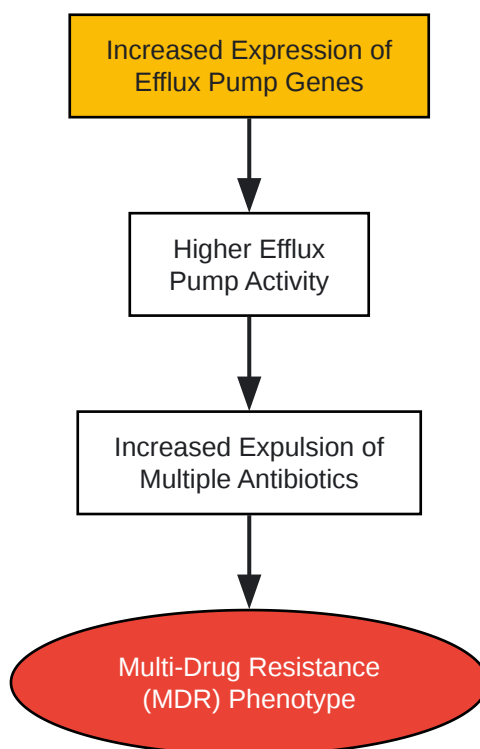 Increased Expression of
Efflux Pump Genes
Higher Efflux
Pump Activity
Increased Expulsion of
Multiple Antibiotics
Multi-Drug Resistance
(MDR) Phenotype